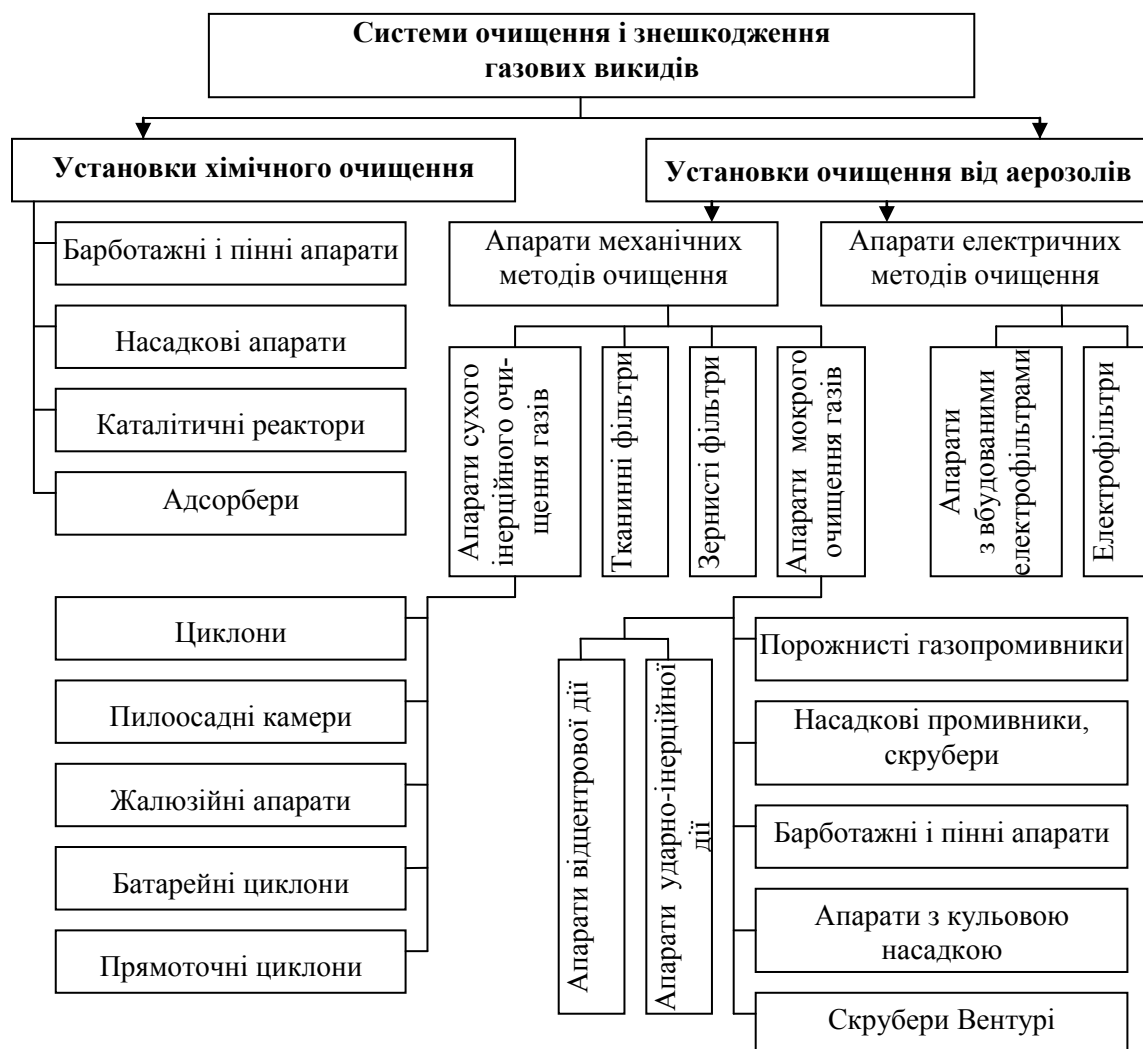 Системи очищення і знешкодження
газових викидів
Установки хімічного очищення
Установки очищення від аерозолів
Барботажні і пінні апарати
Насадкові апарати
Каталітичні реактори
Адсорбери
Апарати механічних
методів очищення
Апарати електричних
методів очищення
Апарати сухого
інерційного очи-
щення газів
Тканинні фільтри
Зернисті фільтри
Апарати мокрого
очищення газів
Апарати
з вбудованими
електрофільтрами
Електрофільтри
Циклони
Пилоосадні камери
Жалюзійні апарати
Батарейні циклони
Прямоточні циклони
Апарати відцентрової дії
Апарати ударно-інерційної
дії
Порожнисті газопромивники
Насадкові промивники,
скрубери
Барботажні і пінні апарати
Апарати з кульовою
насадкою
Скрубери Вентурі